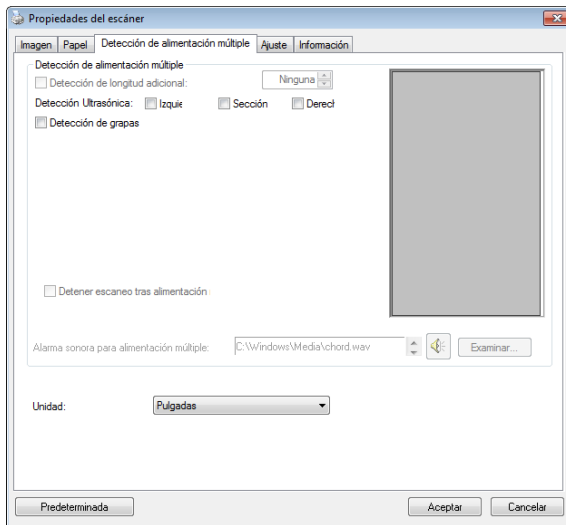 Propiedades del escáner
Imagen Papel Detección de alimentación múltiple Ajuste Información
Detección de alimentación múltiple
Detección de longitud adicional: Ninguna
Detección Ultrasónica: Izquie Sección Derech
Detección de grapas
Detener escaneo tras alimentación
Alarma sonora para alimentación múltiple: C:\Windows\Media\chord.wav Examinar...
Unidad: Pulgadas
Predeterminada Aceptar Cancelar